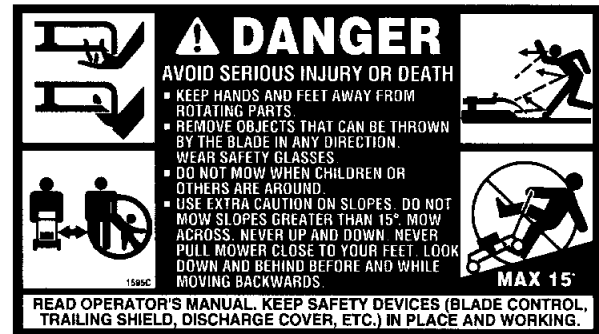 ⚠ DANGER
AVOID SERIOUS INJURY OR DEATH
▪ KEEP HANDS AND FEET AWAY FROM
ROTATING PARTS.
▪ REMOVE OBJECTS THAT CAN BE THROWN
BY THE BLADE IN ANY DIRECTION.
WEAR SAFETY GLASSES.
▪ DO NOT MOW WHEN CHILDREN OR
OTHERS ARE AROUND.
▪ USE EXTRA CAUTION ON SLOPES. DO NOT
MOW SLOPES GREATER THAN 15°. MOW
ACROSS. NEVER UP AND DOWN. NEVER
PULL MOWER CLOSE TO YOUR FEET. LOOK
DOWN AND BEHIND BEFORE AND WHILE
MOVING BACKWARDS.
1595C
MAX 15°
READ OPERATOR'S MANUAL. KEEP SAFETY DEVICES (BLADE CONTROL,
TRAILING SHIELD, DISCHARGE COVER, ETC.) IN PLACE AND WORKING.